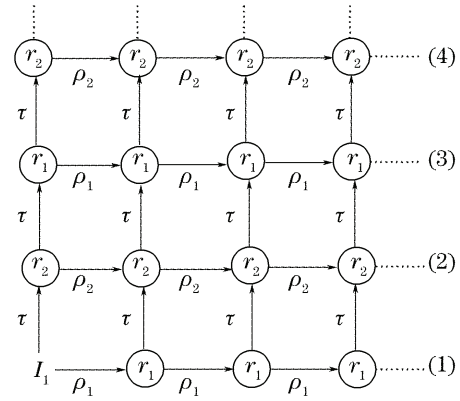 r₂ r₂ r₂ r₂ (4)
ρ₂ ρ₂ ρ₂
τ τ τ τ
r₁ r₁ r₁ r₁ (3)
ρ₁ ρ₁ ρ₁
τ τ τ τ
r₂ r₂ r₂ r₂ (2)
ρ₂ ρ₂ ρ₂
τ τ τ τ
I₁ r₁ r₁ r₁ (1)
ρ₁ ρ₁ ρ₁